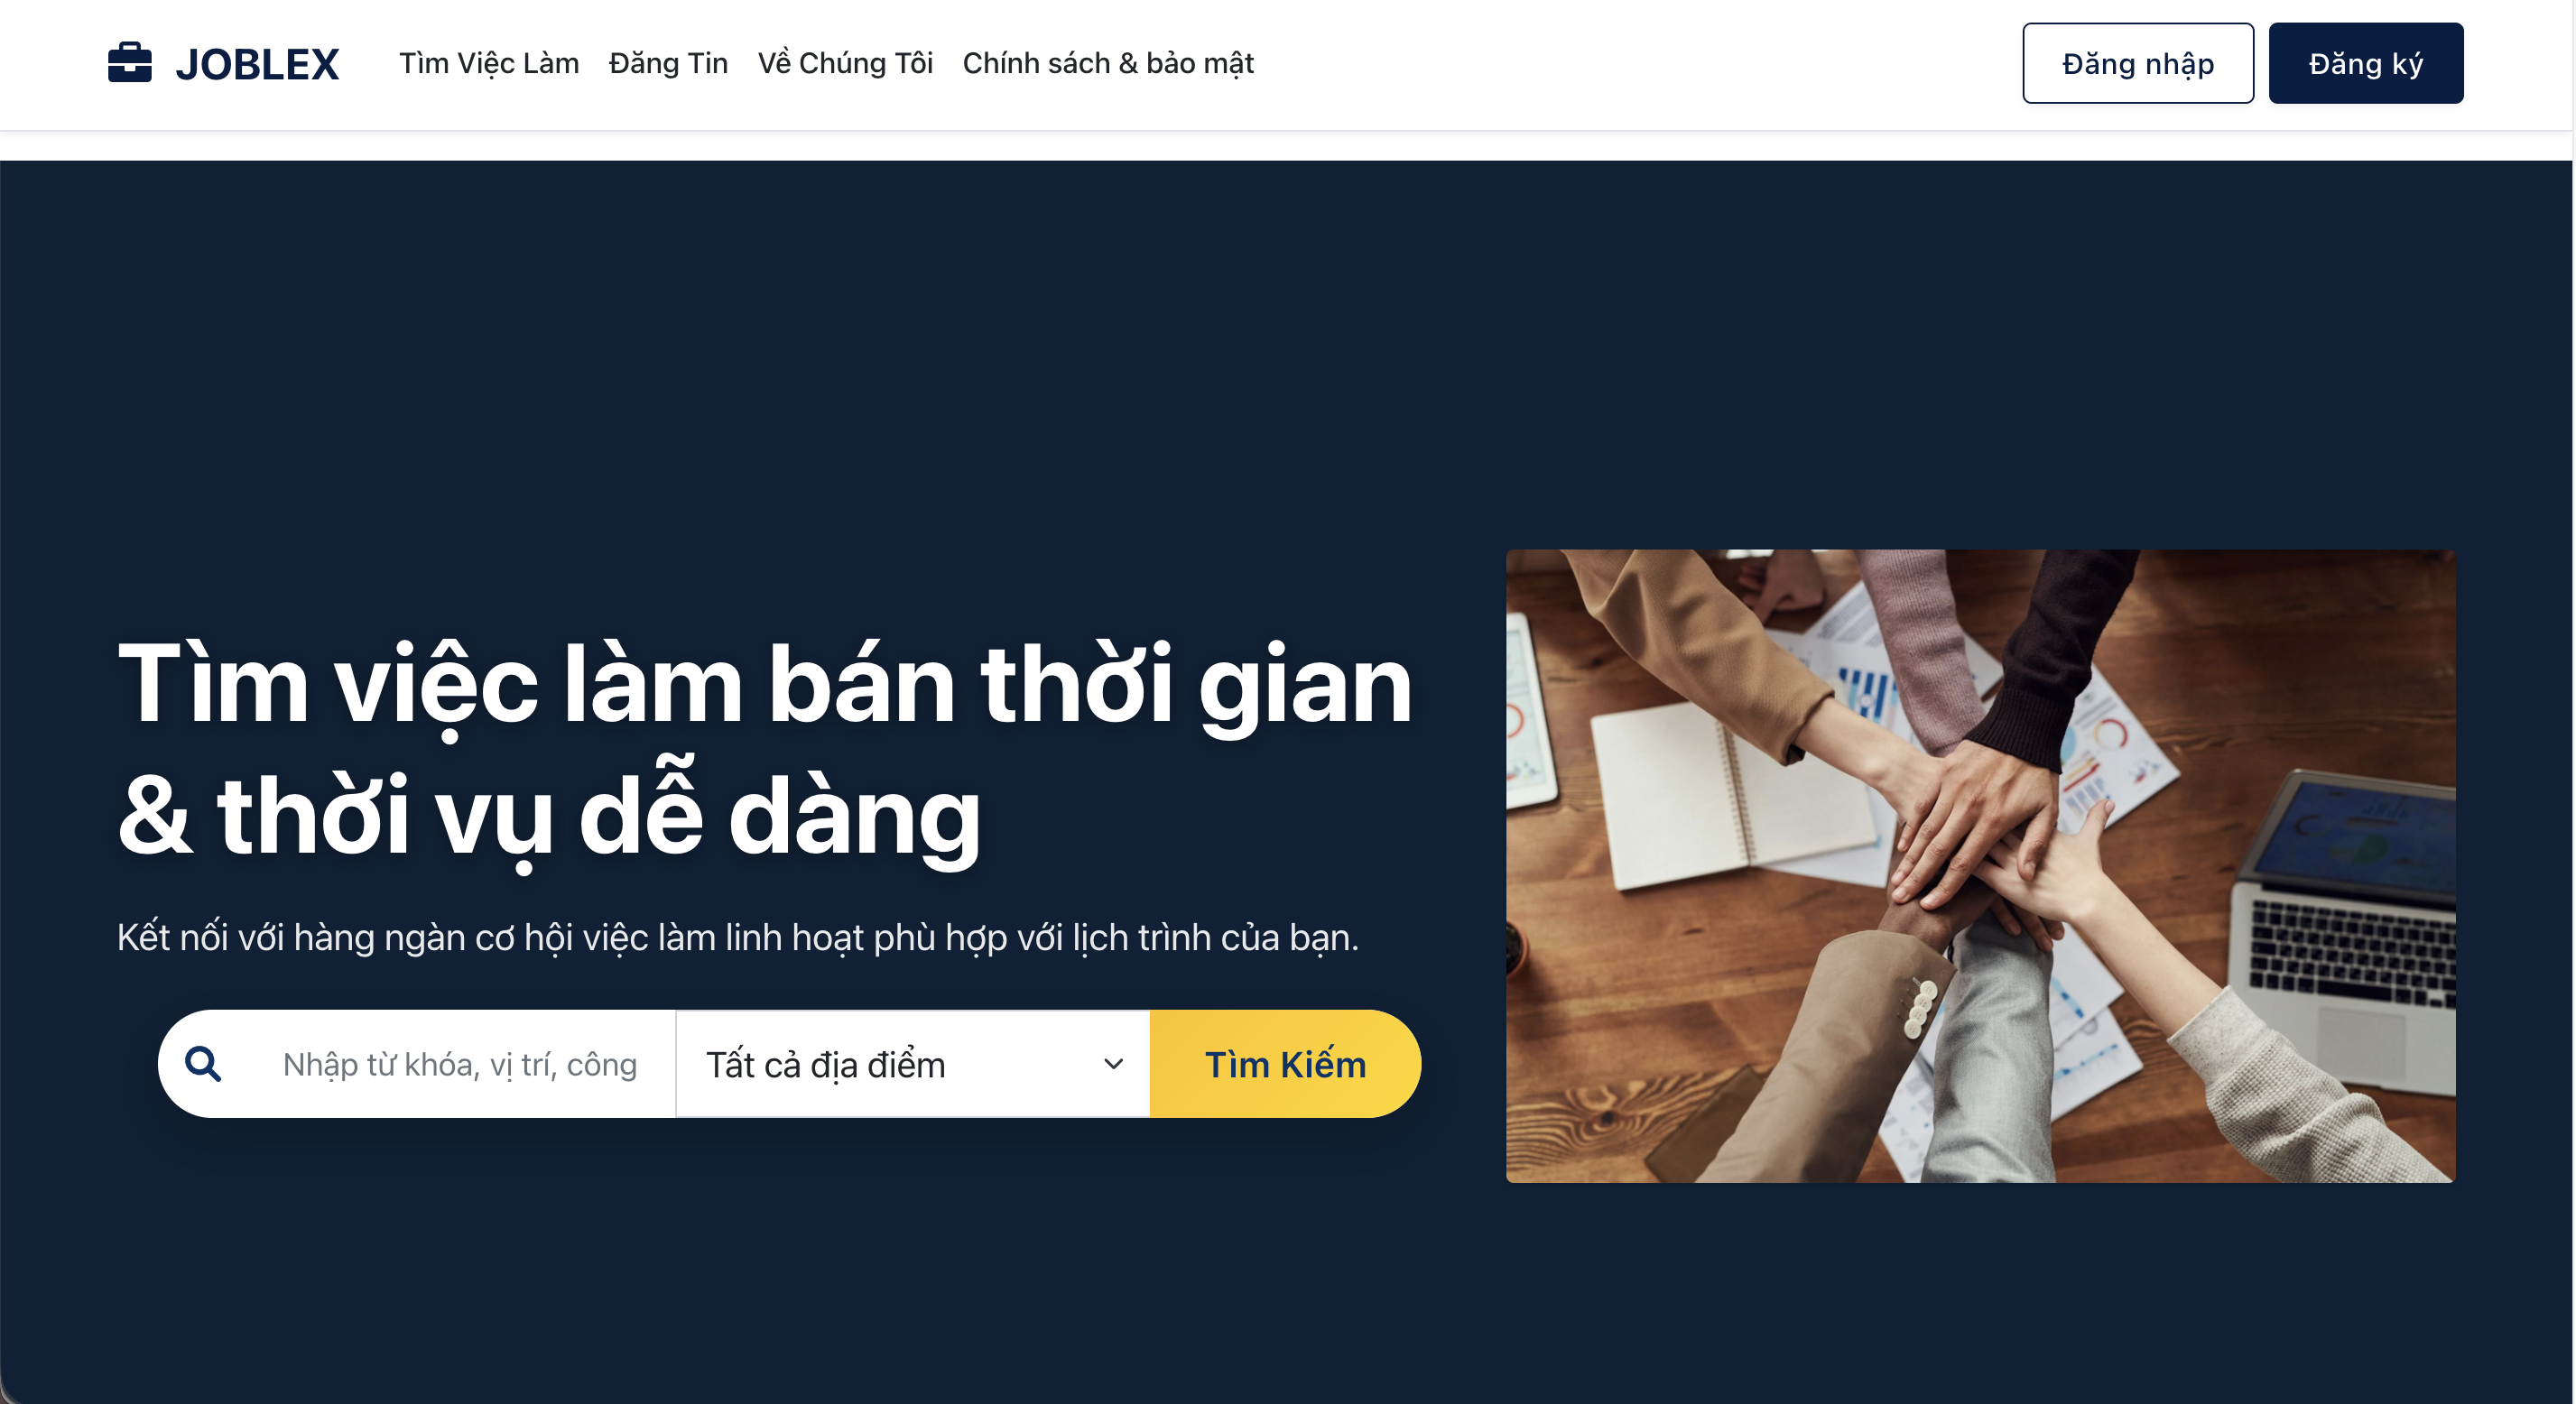 JOBLEX
Tìm Việc Làm
Đăng Tin
Về Chúng Tôi
Chính sách & bảo mật
Đăng nhập
Đăng ký
Tìm việc làm bán thời gian
& thời vụ dễ dàng
Kết nối với hàng ngàn cơ hội việc làm linh hoạt phù hợp với lịch trình của bạn.
Nhập từ khóa, vị trí, công
Tất cả địa điểm
Tìm Kiếm